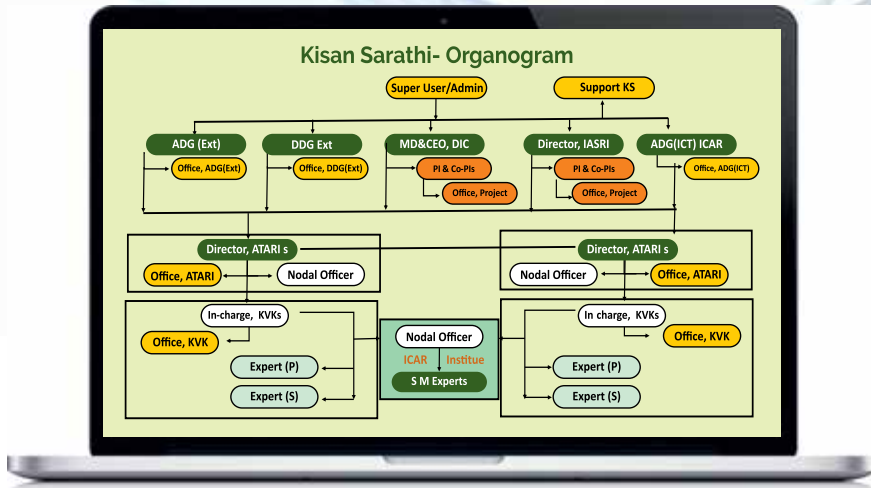 Kisan Sarathi- Organogram
Super User/Admin
Support KS
ADG (Ext)
DDG Ext
MD&CEO, DIC
Director, IASRI
ADG(ICT) ICAR
Office, ADG(Ext)
Office, DDG(Ext)
PI & Co-PIs
PI & Co-PIs
Office, ADG(ICT)
Office, Project
Office, Project
Director, ATARI s
Director, ATARI s
Office, ATARI
Nodal Officer
Nodal Officer
Office, ATARI
In-charge, KVKs
In charge, KVKs
Office, KVK
Nodal Officer
Office, KVK
ICAR Institue
Expert (P)
S M Experts
Expert (P)
Expert (S)
Expert (S)